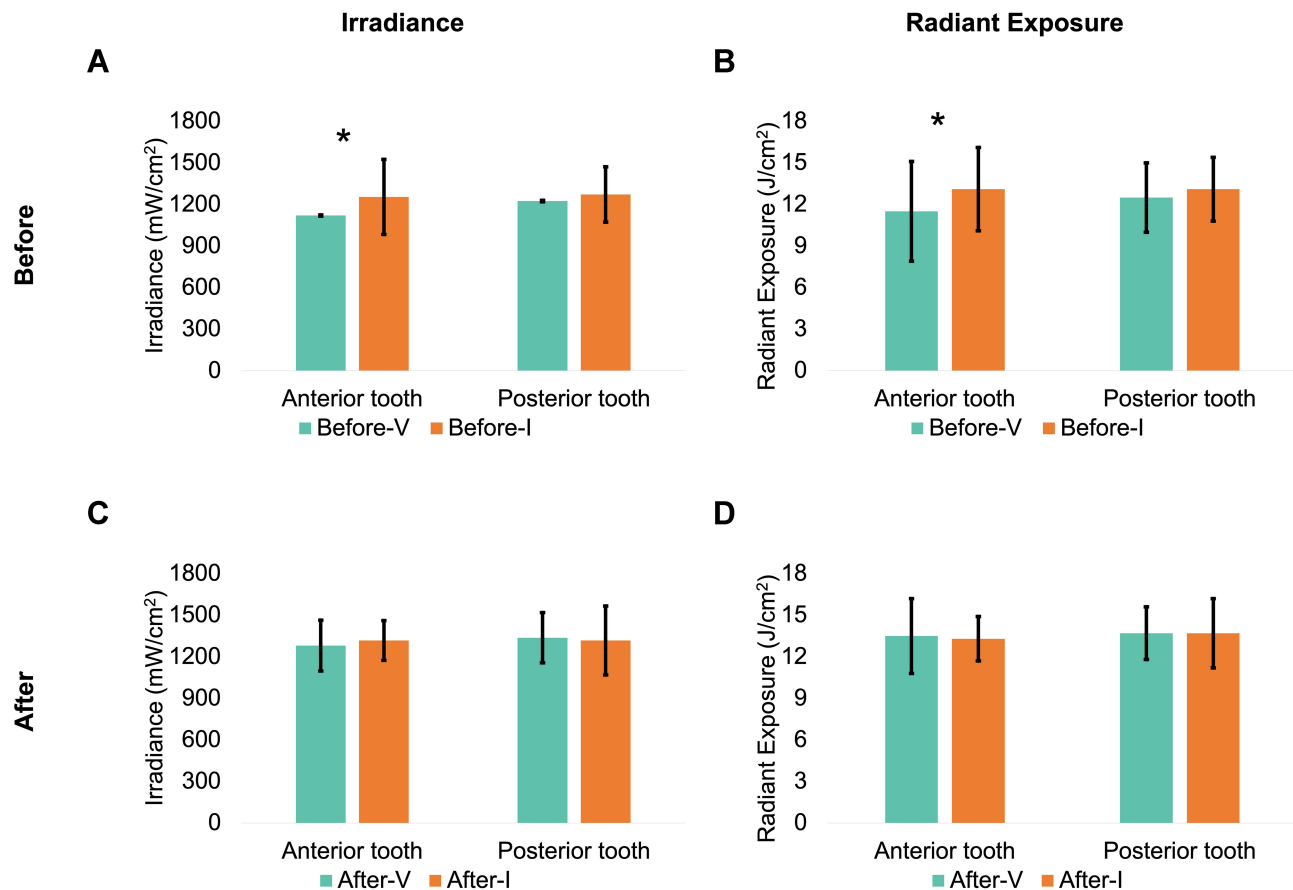 Irradiance
Radiant Exposure
Before
After
A
Irradiance (mW/cm²)
1800
1500
1200
900
600
300
0
*
Anterior tooth Posterior tooth
Before-V Before-I
B
Radiant Exposure (J/cm²)
18
15
12
9
6
3
0
*
Anterior tooth Posterior tooth
Before-V Before-I
C
Irradiance (mW/cm²)
1800
1500
1200
900
600
300
0
Anterior tooth Posterior tooth
After-V After-I
D
Radiant Exposure (J/cm²)
18
15
12
9
6
3
0
Anterior tooth Posterior tooth
After-V After-I